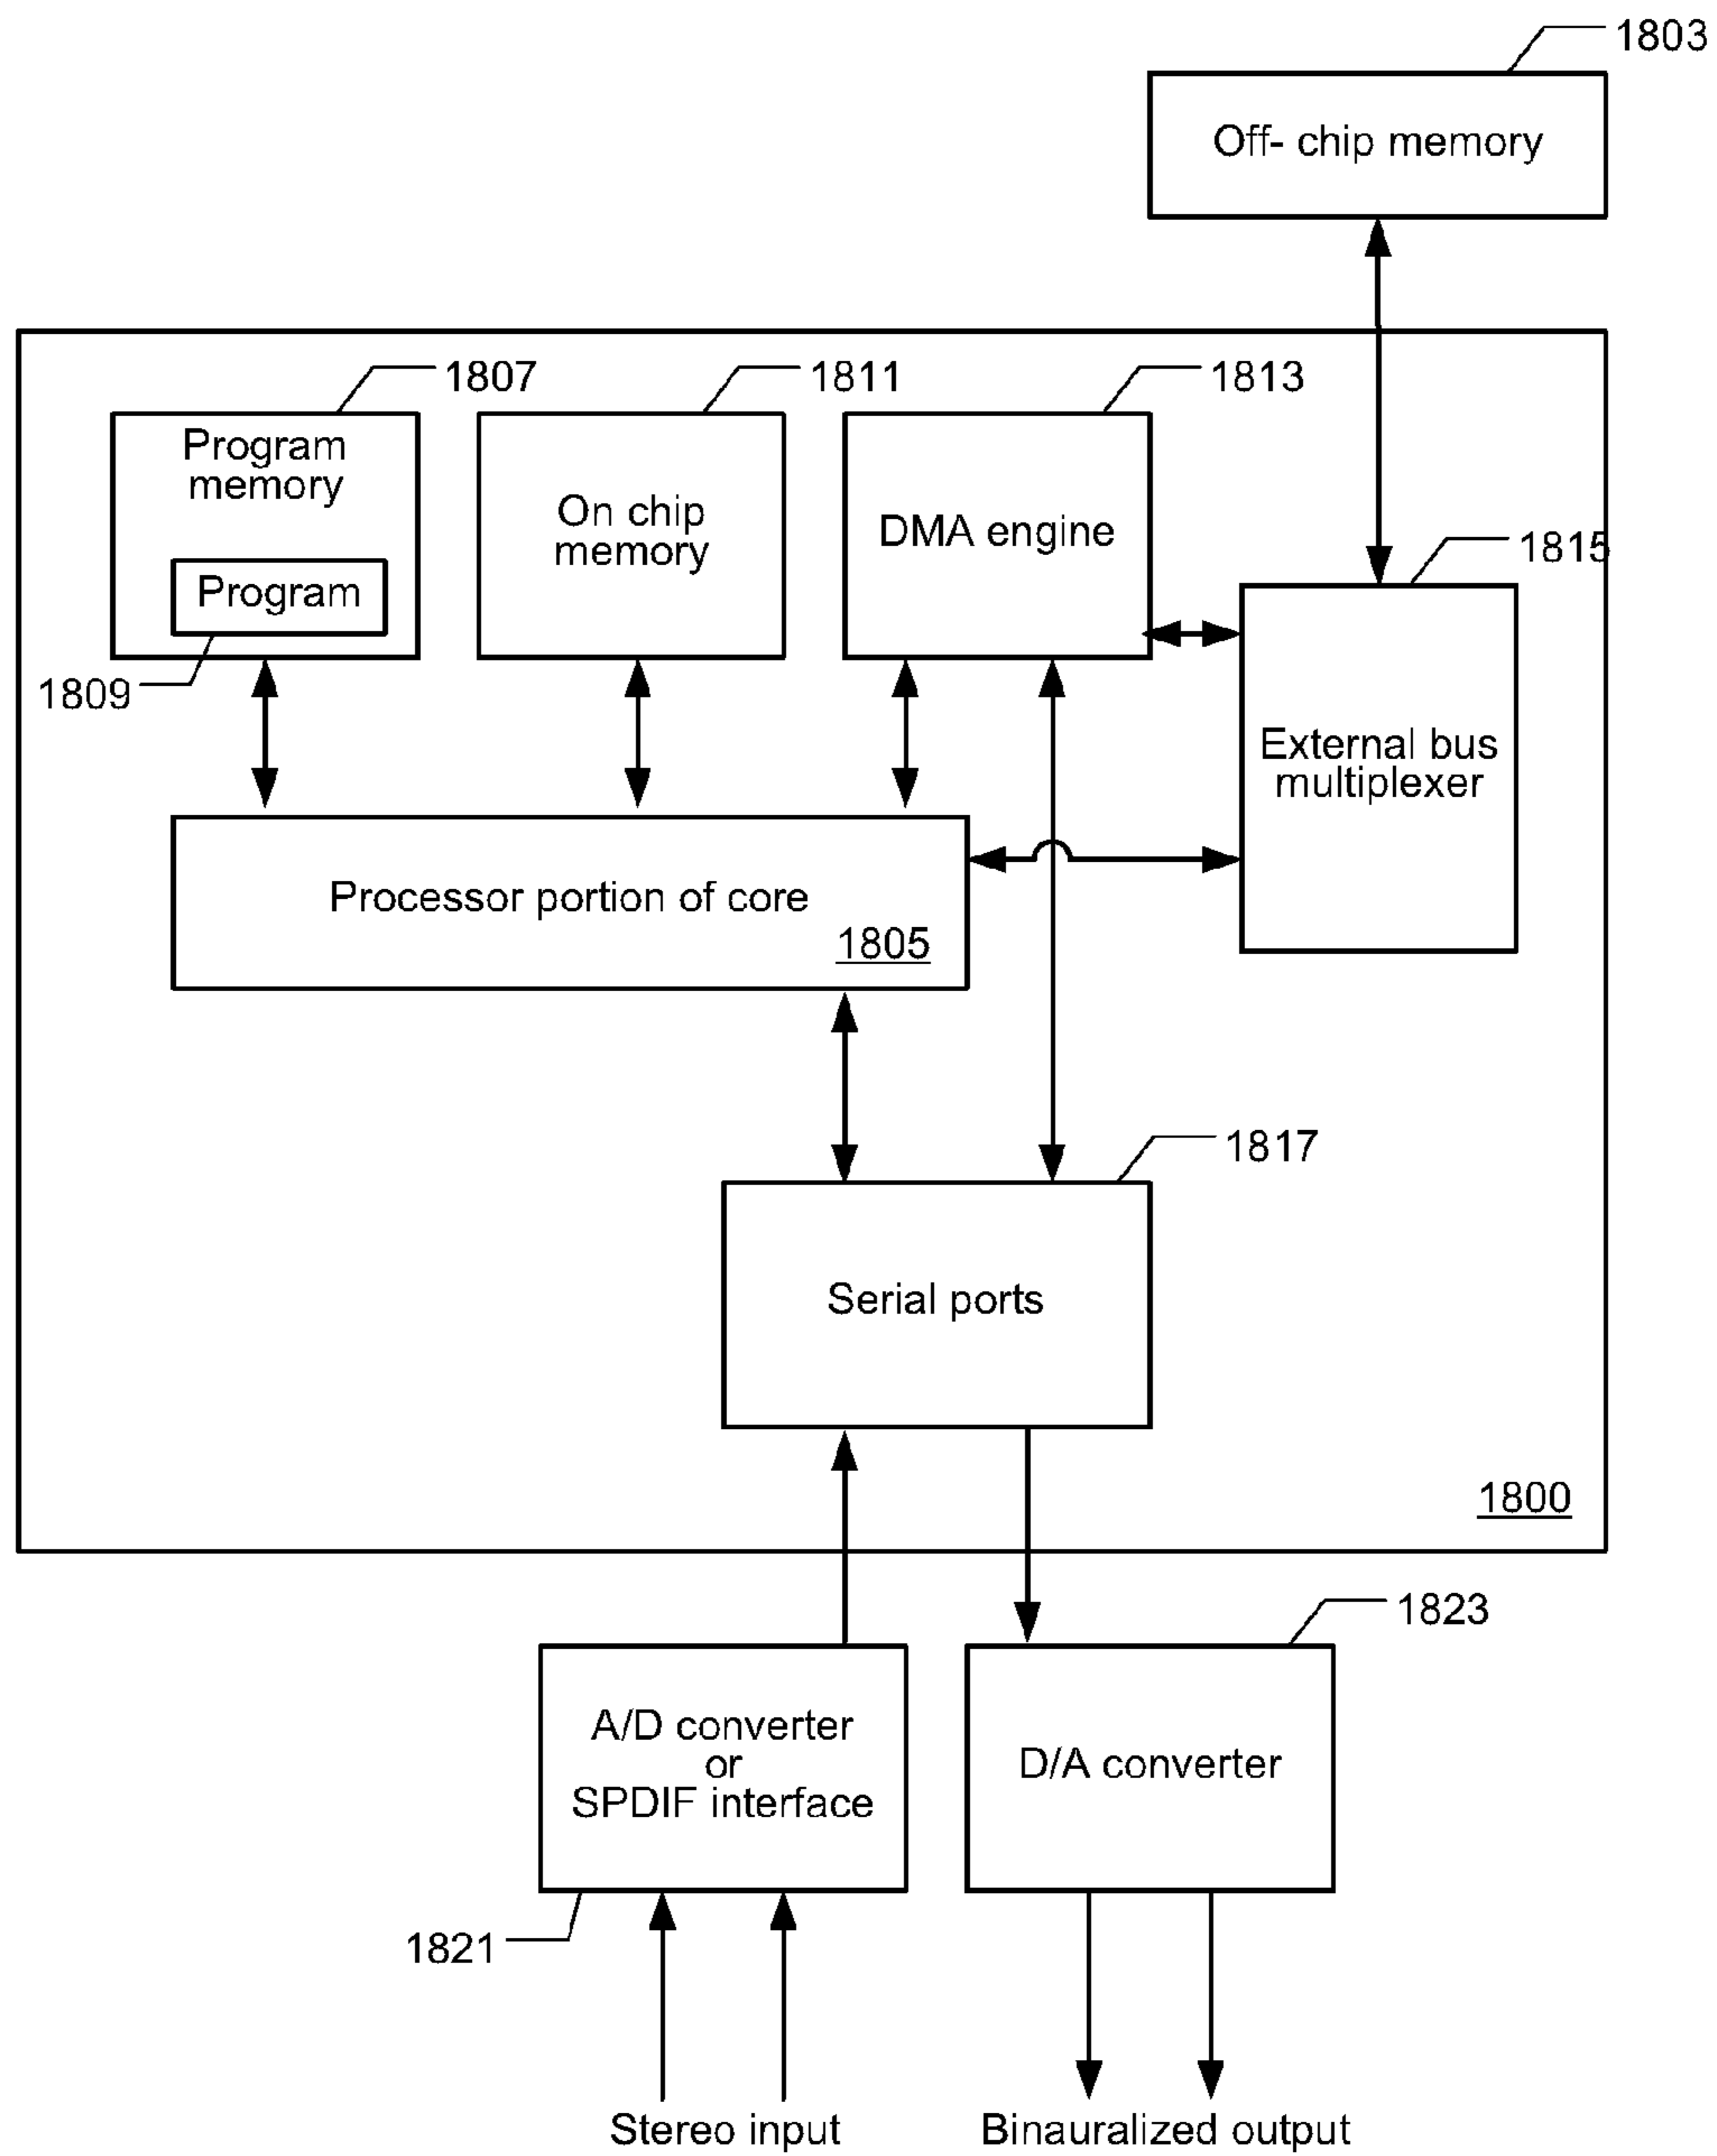 1803
Off- chip memory
1807
1811
1813
Program
memory
On chip
memory
DMA engine
1815
Program
1809
External bus
multiplexer
Processor portion of core
1805
1817
Serial ports
1800
1823
A/D converter
or
SPDIF interface
D/A converter
1821
Stereo input
Binauralized output